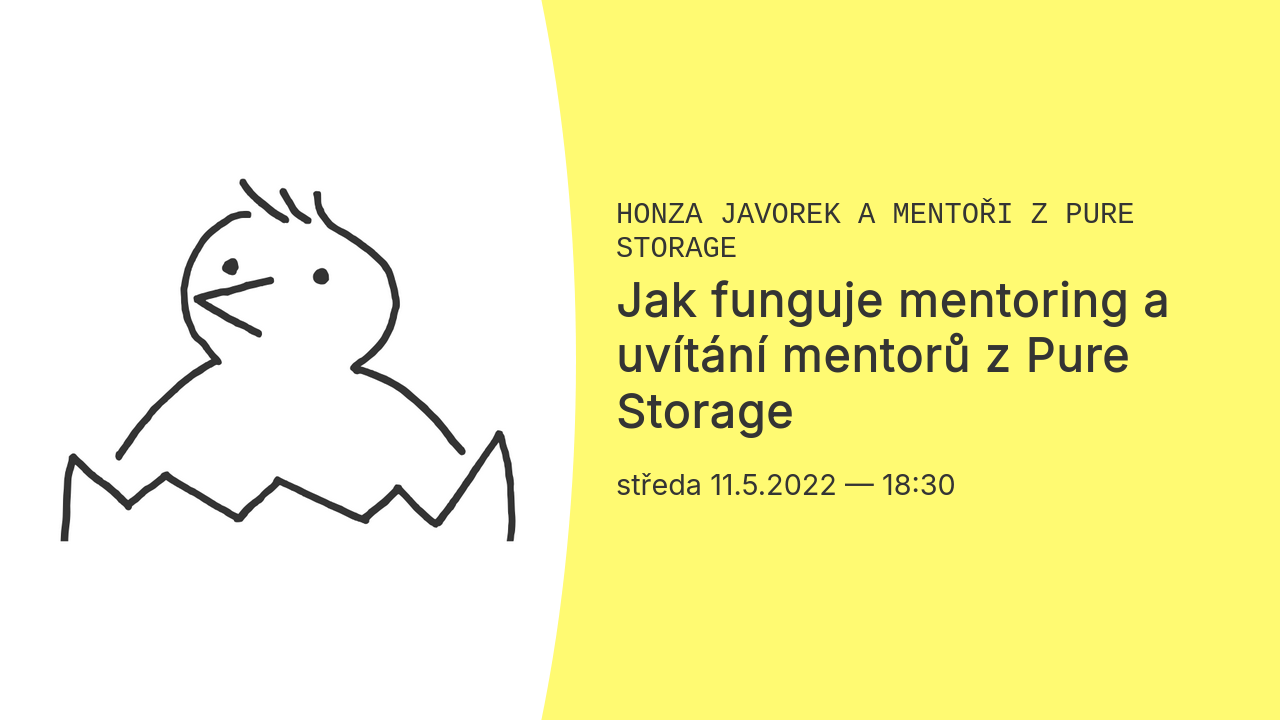 HONZA JAVOREK A MENTOŘI Z PURE
STORAGE
Jak funguje mentoring a
uvítání mentorů z Pure
Storage
středa 11.5.2022 — 18:30